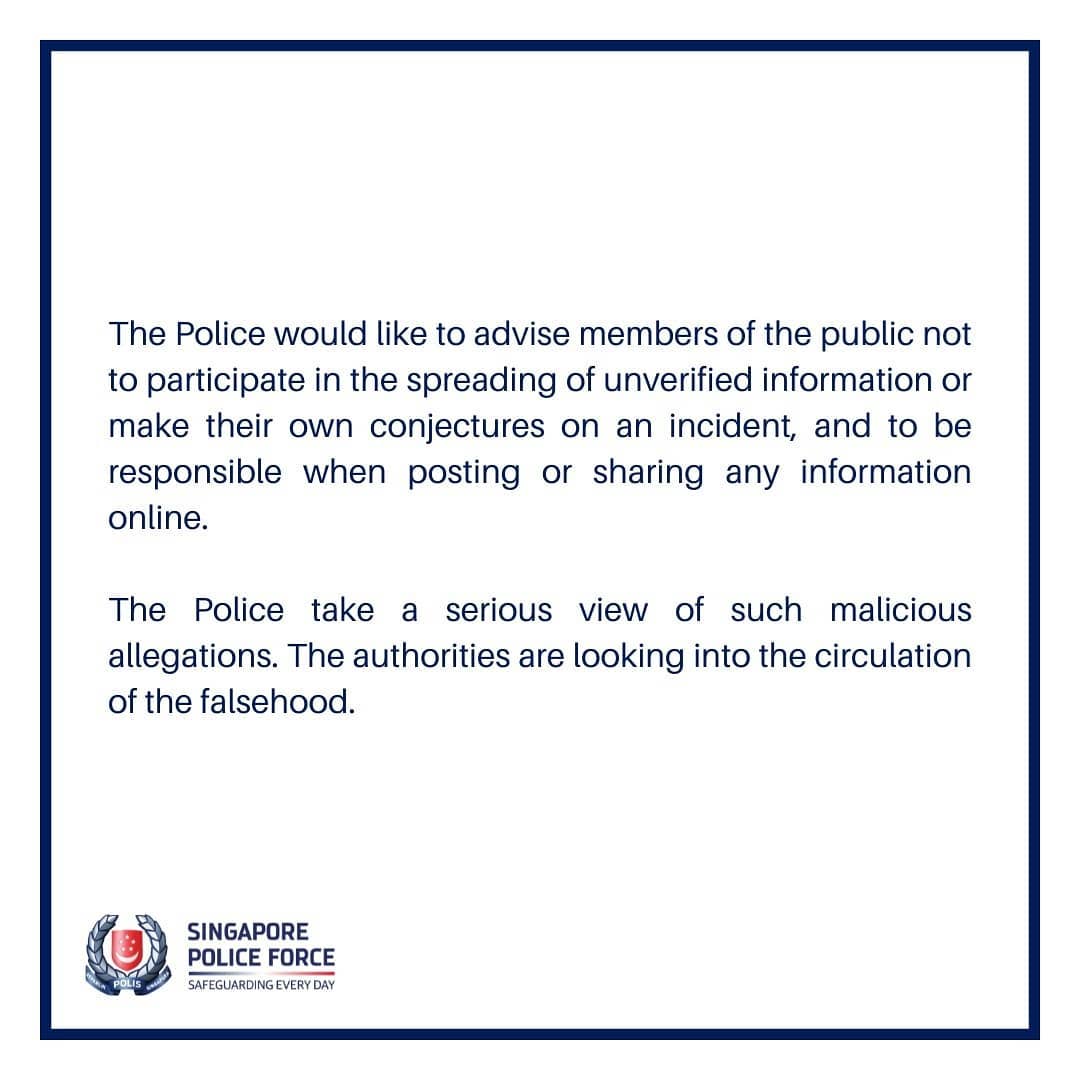 The Police would like to advise members of the public not
to participate in the spreading of unverified information or
make their own conjectures on an incident, and to be
responsible when posting or sharing any information
online.
The Police take a serious view of such malicious
allegations. The authorities are looking into the circulation
of the falsehood.
POLIS
SINGAPORE
POLICE FORCE
SAFEGUARDING EVERY DAY